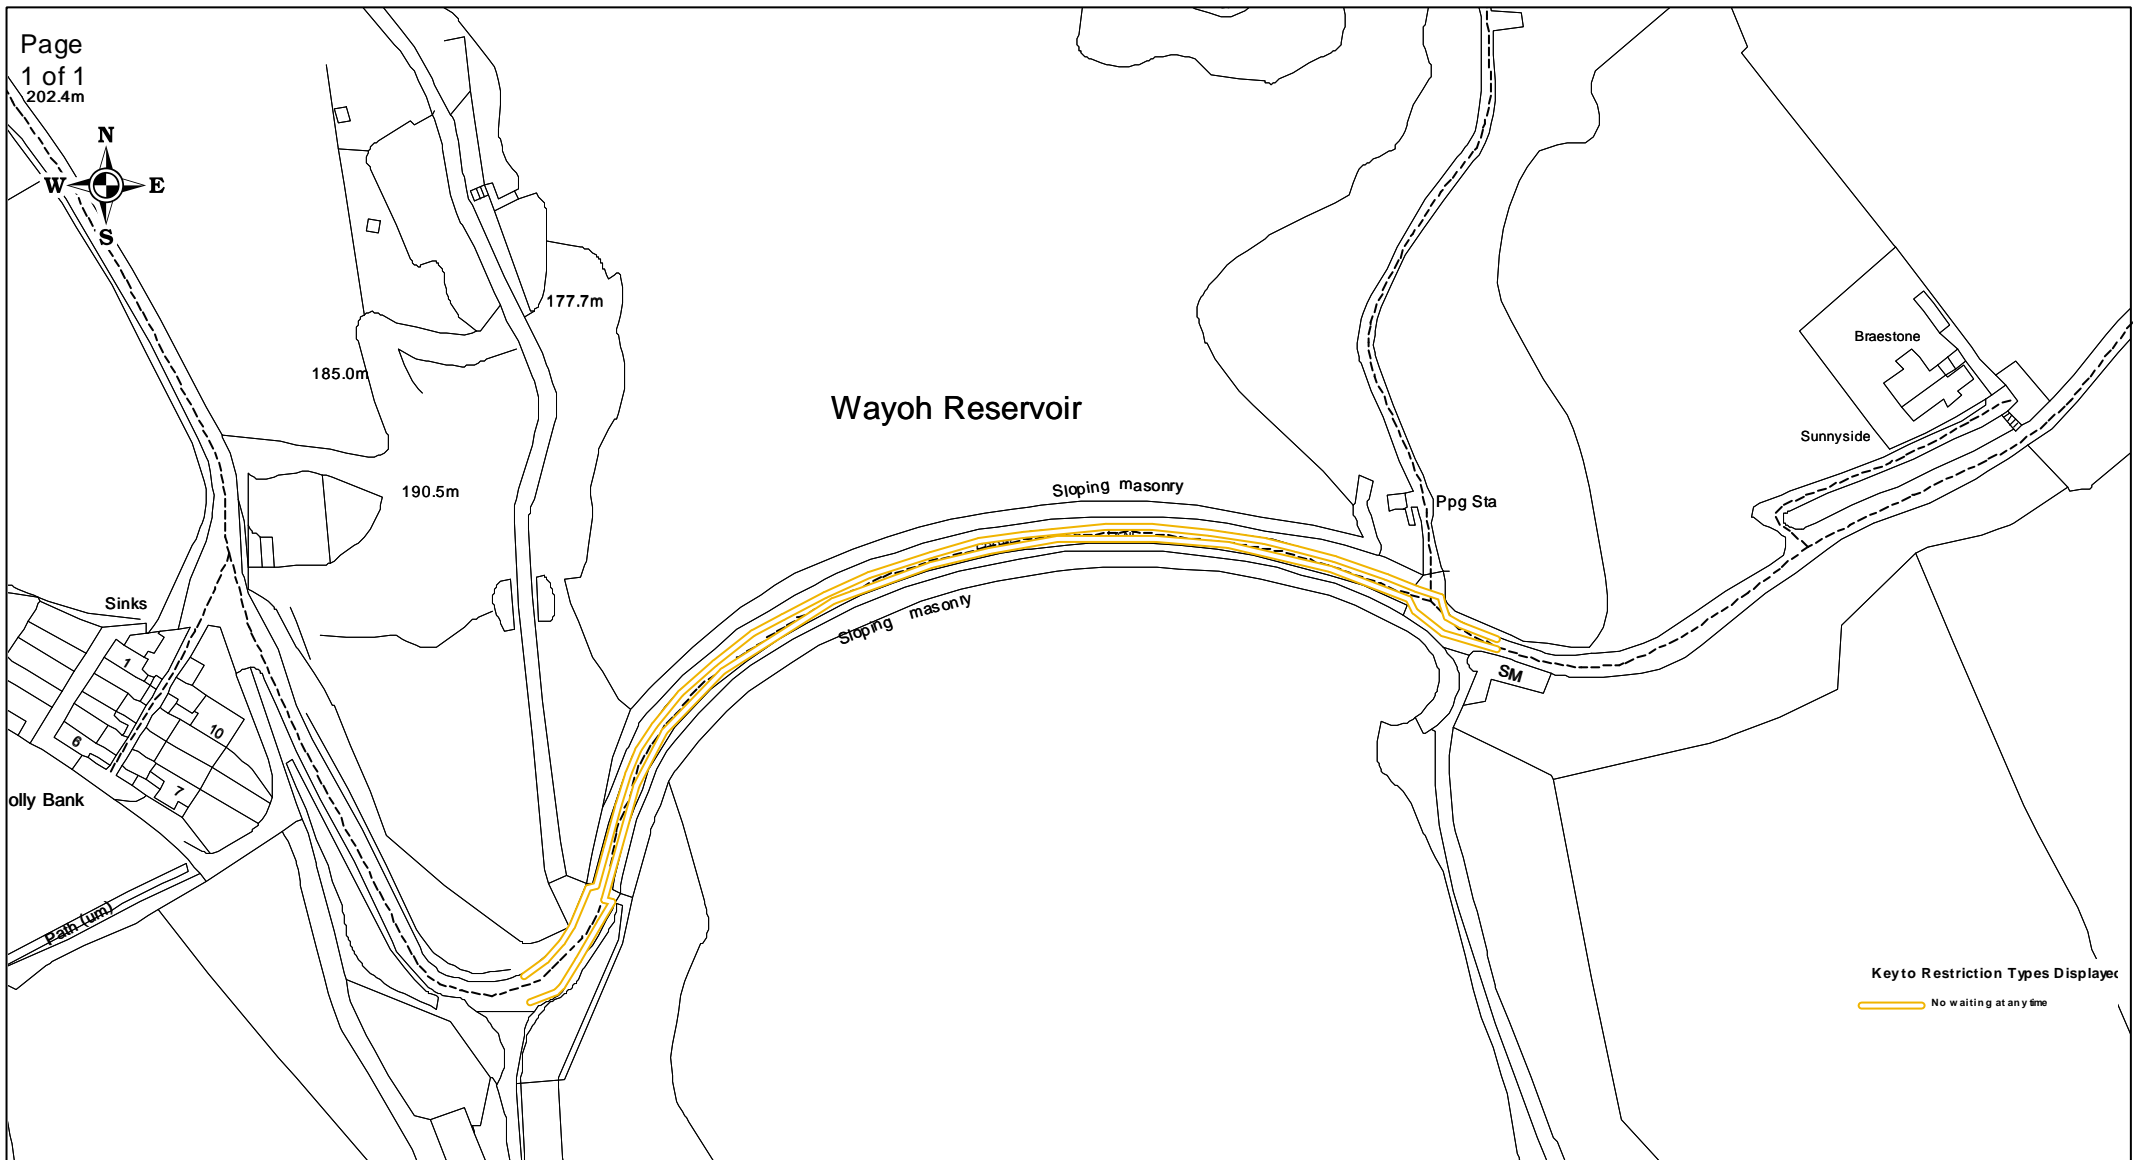 Page
1 of 1
202.4m
N
W E
S
177.7m
185.0m
Wayoh Reservoir
Braestone
Sunnyside
190.5m
Sloping masonry
Ppg Sta
Sinks
Sloping masonry
1
SM
10
6
7
olly Bank
Path (um)
Key to Restriction Types Displayed
No waiting at any time